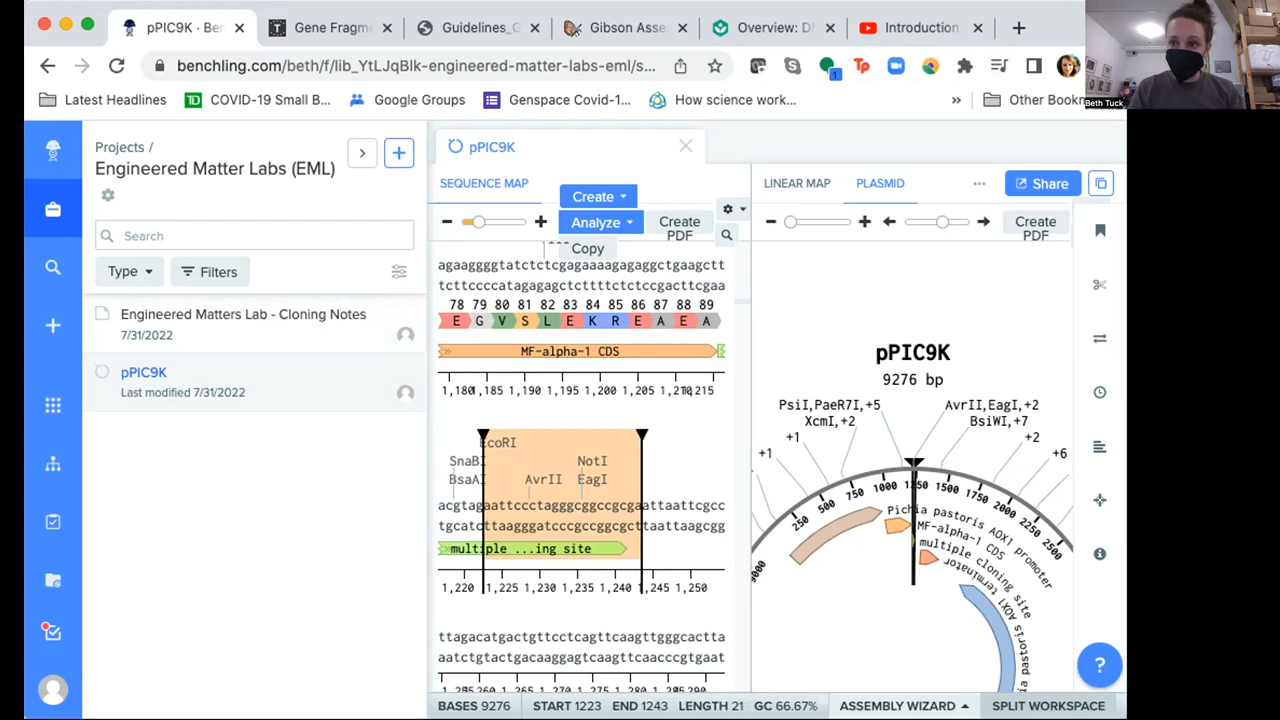 pPIC9K · Ben
Gene Fragme
Guidelines_G
Gibson Asse
Overview: DN
Introduction
benchling.com/beth/f/lib_YtLJqBlk-engineered-matter-labs-eml/s...
1
TP
Latest Headlines
TD
COVID-19 Small B...
Google Groups
Genspace Covid-1...
How science work...
»
Other Bookn
Beth Tuck
Projects /
Engineered Matter Labs (EML)
Search
Type
Filters
Engineered Matters Lab - Cloning Notes
7/31/2022
pPIC9K
Last modified 7/31/2022
pPIC9K
SEQUENCE MAP
Create
Analyze
Copy
Create PDF
LINEAR MAP
PLASMID
Share
Create PDF
agaaggggtatctctcgagaaaagagaggctgaagctt
tcttccccatagagagctcttttctctccgacttcgaa
78 79 80 81 82 83 84 85 86 87 88 89
E G V S L E K R E A E A
MF-alpha-1 CDS
1,185 1,190 1,195 1,200 1,205 1,215
EcoRI
SnaBI
NotI
BsaAI
AvrII
EagI
acgtagaattccctagggcggccgcgaattaattcgcc
tgcatcttaagggatcccgccggcgcttaattaagcgg
multiple ...ing site
1,220 1,225 1,230 1,235 1,240 1,245 1,250
ttagacatgactgttcctcagttcaagttgggcactta
aatctgtactgacaaggagtcaagttcaacccgtgaat
pPIC9K
9276 bp
PsiI,PaeR7I,+5
AvrII,EagI,+2
XcmI,+2
BsiWI,+7
+1
+2
+1
+6
250
500
750
1000
1250
1500
1750
2000
2250
2500
Pichia pastoris AOX1 promoter
MF-alpha-1 CDS
multiple cloning site
BASES 9276
START 1223
END 1243
LENGTH 21
GC 66.67%
ASSEMBLY WIZARD
SPLIT WORKSPACE
?